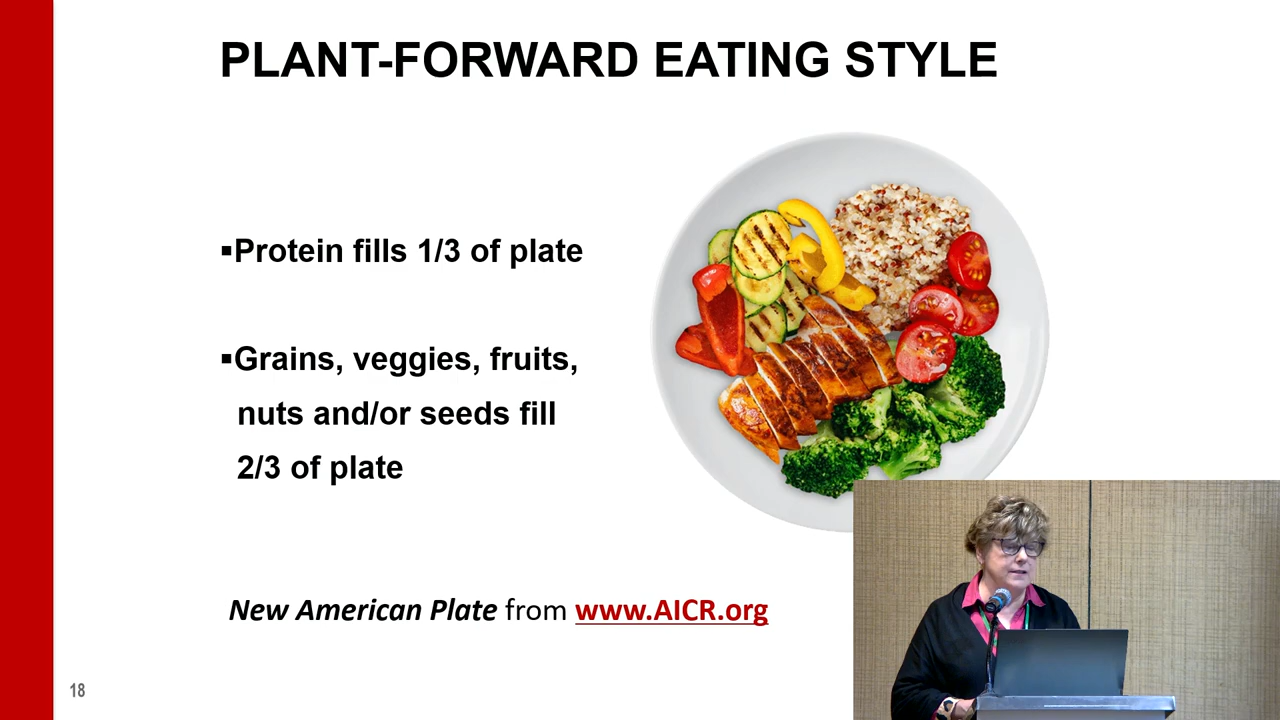 PLANT-FORWARD EATING STYLE
▪Protein fills 1/3 of plate
▪Grains, veggies, fruits,
nuts and/or seeds fill
2/3 of plate
New American Plate from www.AICR.org
18